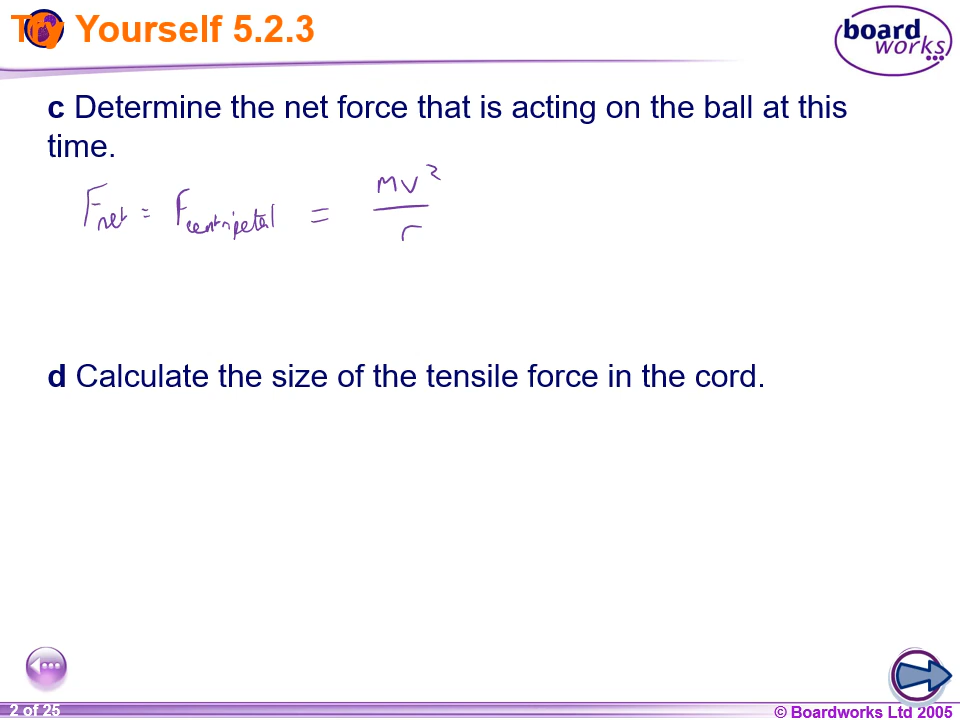 Try Yourself 5.2.3
board
works
c Determine the net force that is acting on the ball at this
time.
Fnet = Fcentripetal = mv²/r
d Calculate the size of the tensile force in the cord.
2 of 25
© Boardworks Ltd 2005